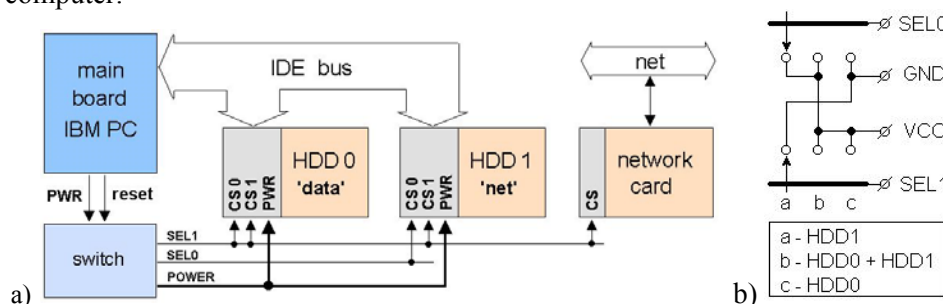 computer.
main
board
IBM PC
IDE bus
net
HDD 0
'data'
CS 0
CS 1
PWR
HDD 1
'net'
CS 0
CS 1
PWR
network
card
CS
PWR
reset
switch
SEL1
SEL0
POWER
a)
SEL0
GND
VCC
SEL1
a b c
a - HDD1
b - HDD0 + HDD1
c - HDD0
b)